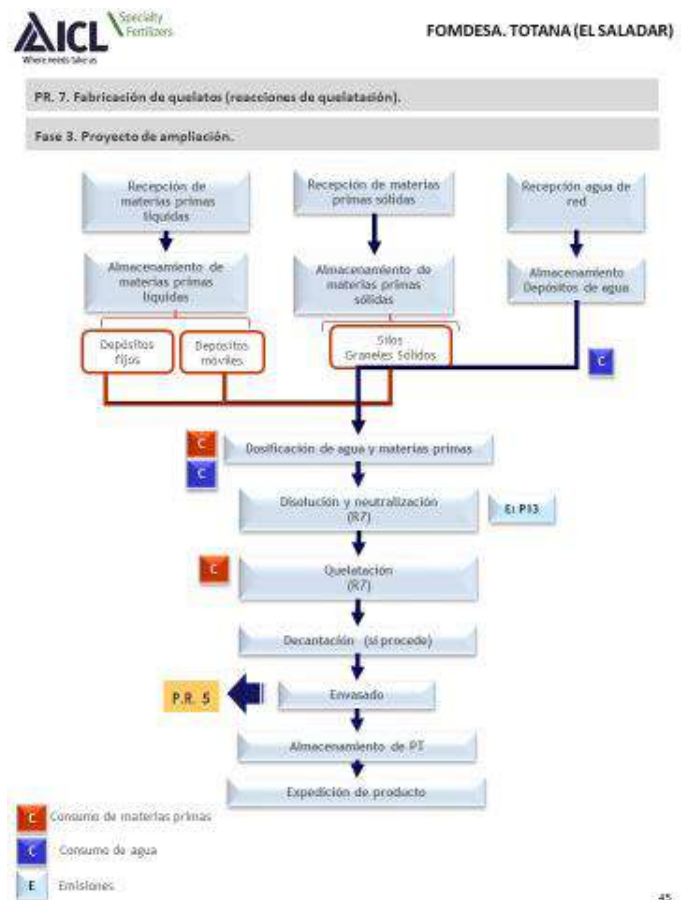 AICL
Specialty
Fertilizers
Where needs take us
FOMDESA. TOTANA (EL SALADAR)
PR. 7. Fabricación de quelatos (reacciones de quelatación).
Fase 3. Proyecto de ampliación.
Recepción de
materias primas
líquidas
Recepción de materias
primas sólidas
Recepción agua de
red
Almacenamiento de
materias primas
líquidas
Almacenamiento de
materias primas
sólidas
Almacenamiento
Depósitos de agua
Depósitos
fijos
Depósitos
móviles
Silos
Graneles Sólidos
C
C
C
Dosificación de agua y materias primas
Disolución y neutralización
(R7)
E: P13
C
Quelatación
(R7)
Decantación (si procede)
P.R. 5
Envasado
Almacenamiento de PT
Expedición de producto
C Consumo de materias primas
C Consumo de agua
E Emisiones
45